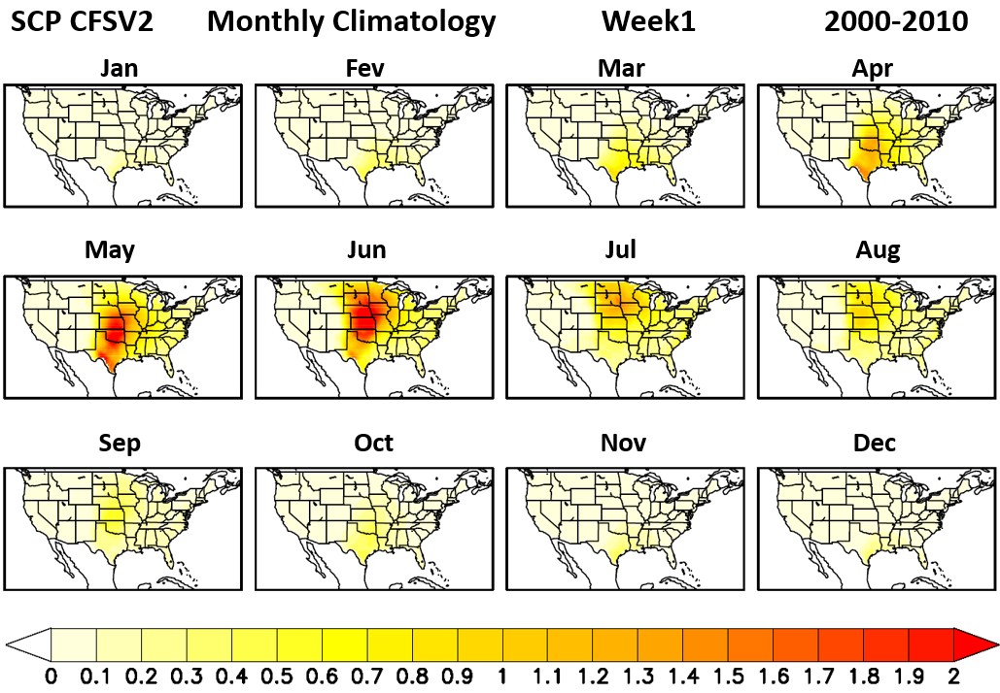 SCP CFSV2 Monthly Climatology Week1 2000-2010
Jan Fev Mar Apr
May Jun Jul Aug
Sep Oct Nov Dec
0 0.1 0.2 0.3 0.4 0.5 0.6 0.7 0.8 0.9 1 1.1 1.2 1.3 1.4 1.5 1.6 1.7 1.8 1.9 2